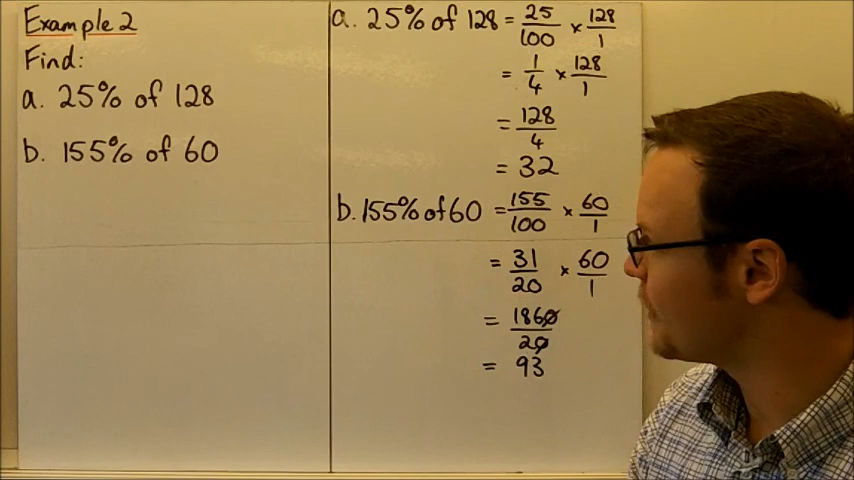 Example 2
Find:
a. 25% of 128
b. 155% of 60
a. 25% of 128 = 25/100 × 128/1
= 1/4 × 128/1
= 128/4
= 32
b. 155% of 60 = 155/100 × 60/1
= 31/20 × 60/1
= 1860/20
= 93